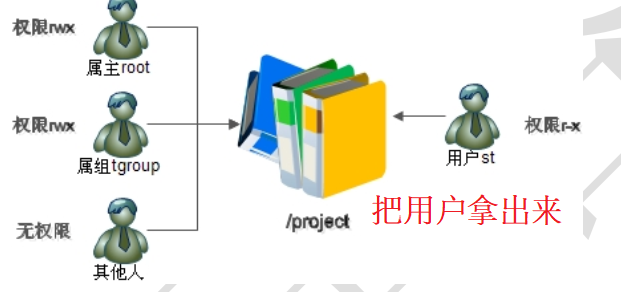 权限rwx
属主root
权限rwx
属组tgroup
无权限
其他人
/project
用户st
权限r-x
把用户拿出来